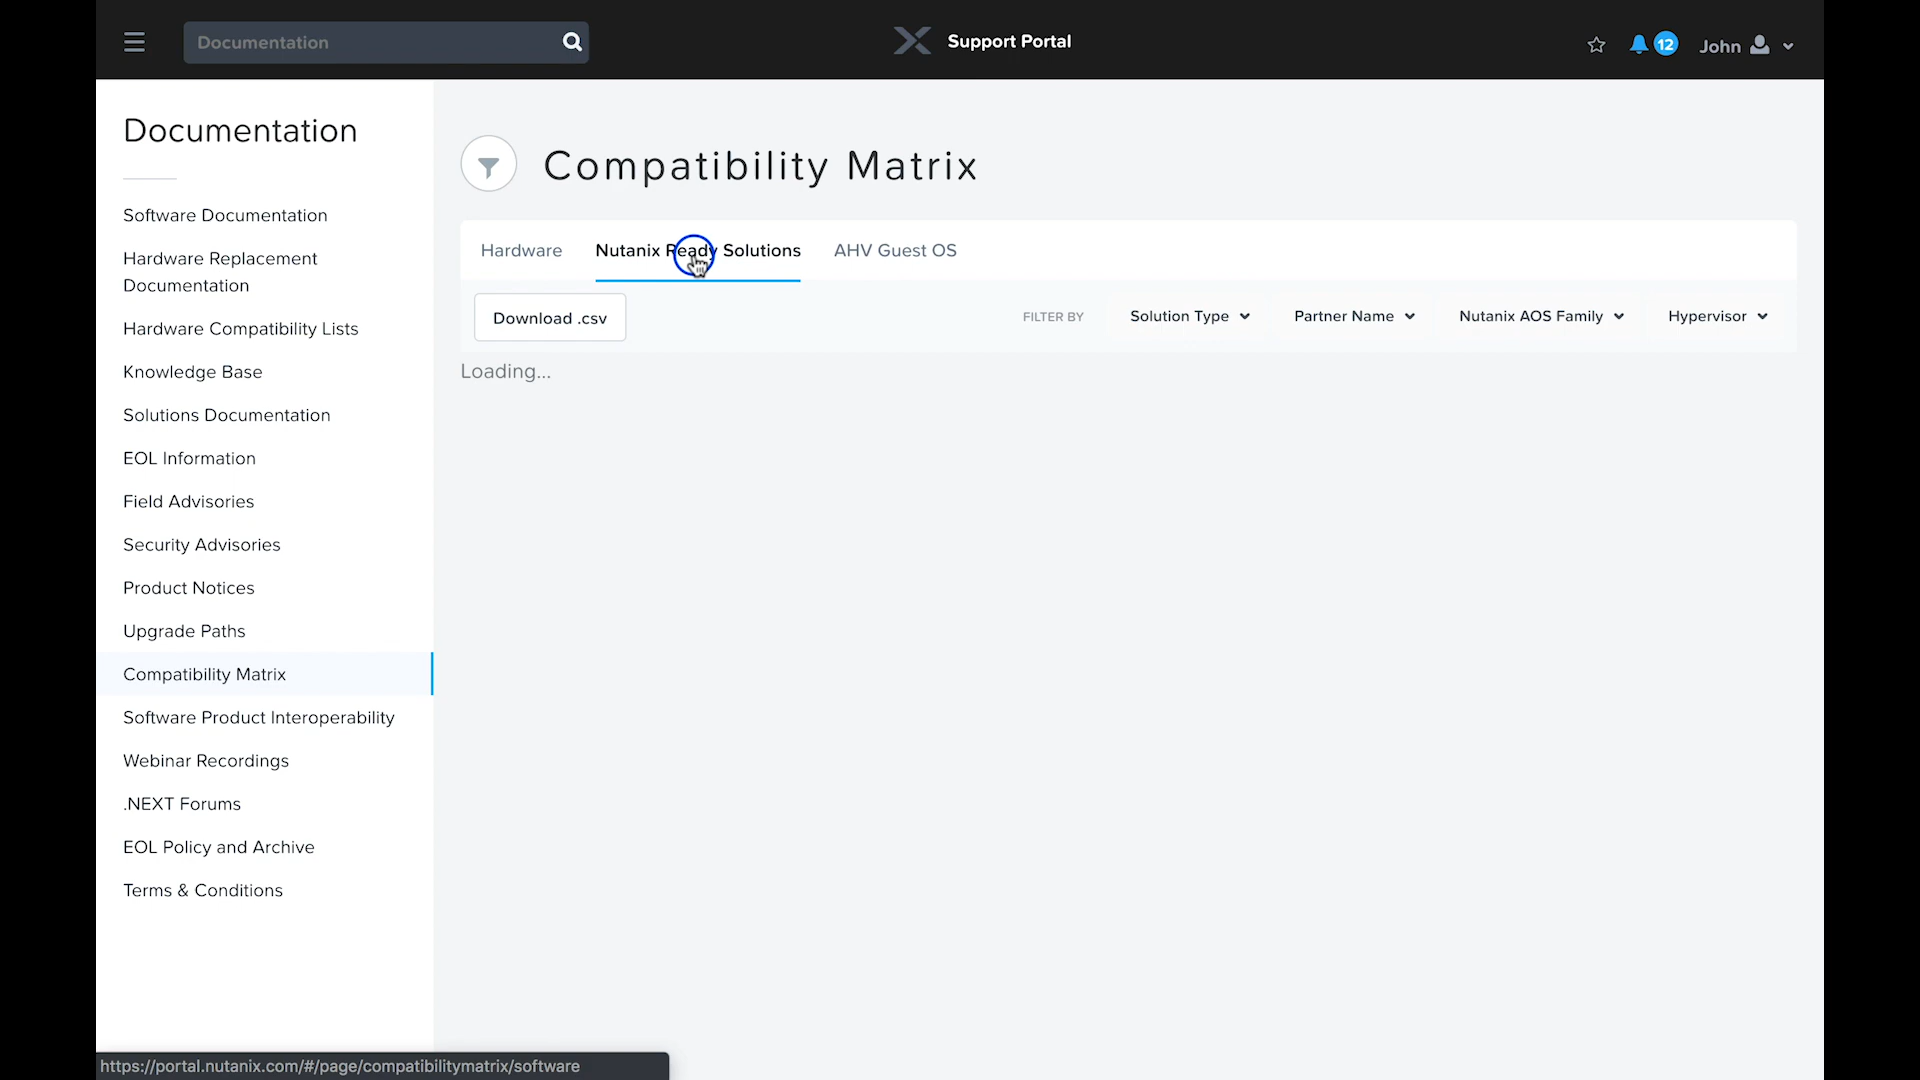 Documentation
Support Portal
12
John
Documentation
Software Documentation
Hardware Replacement
Documentation
Hardware Compatibility Lists
Knowledge Base
Solutions Documentation
EOL Information
Field Advisories
Security Advisories
Product Notices
Upgrade Paths
Compatibility Matrix
Software Product Interoperability
Webinar Recordings
.NEXT Forums
EOL Policy and Archive
Terms & Conditions
Compatibility Matrix
Hardware Nutanix Ready Solutions AHV Guest OS
Download .csv FILTER BY Solution Type Partner Name Nutanix AOS Family Hypervisor
Loading...
https://portal.nutanix.com/#/page/compatibilitymatrix/software